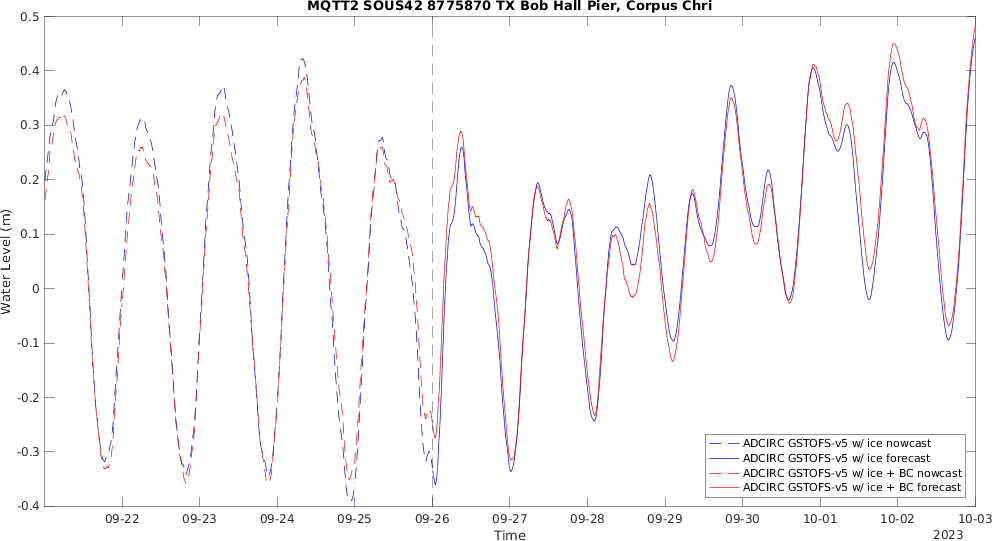 MQTT2 SOUS42 8775870 TX Bob Hall Pier, Corpus Chri
0.5
0.4
0.3
0.2
0.1
0
-0.1
-0.2
-0.3
-0.4
Water Level (m)
09-22 09-23 09-24 09-25 09-26 09-27 09-28 09-29 09-30 10-01 10-02 10-03
Time
2023
ADCIRC GSTOFS-v5 w/ ice nowcast
ADCIRC GSTOFS-v5 w/ ice forecast
ADCIRC GSTOFS-v5 w/ ice + BC nowcast
ADCIRC GSTOFS-v5 w/ ice + BC forecast